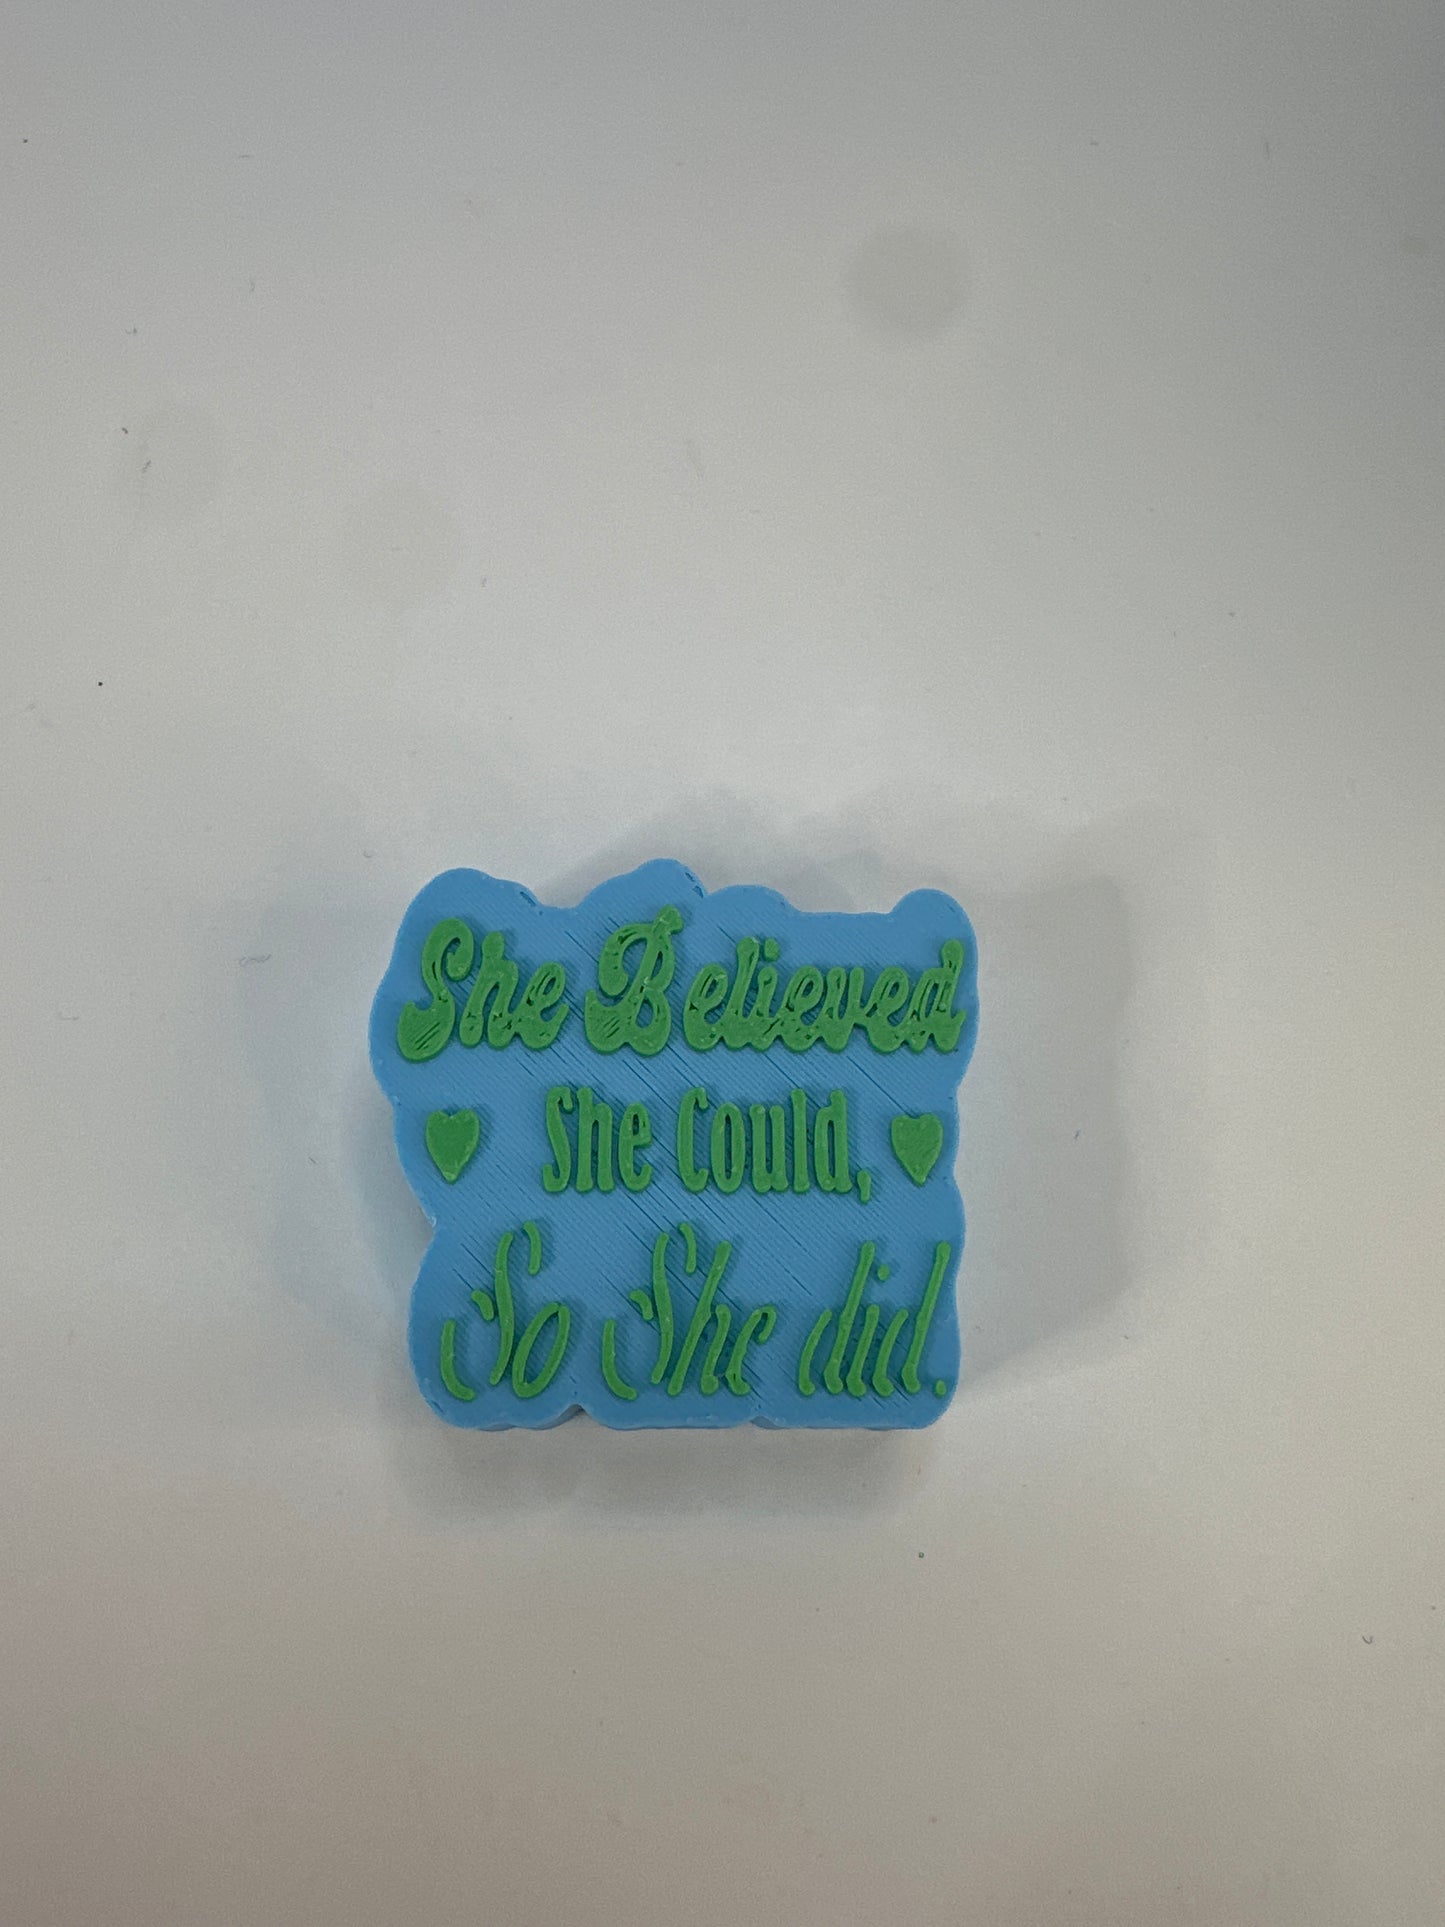 She Believed
She Could,
So She did.